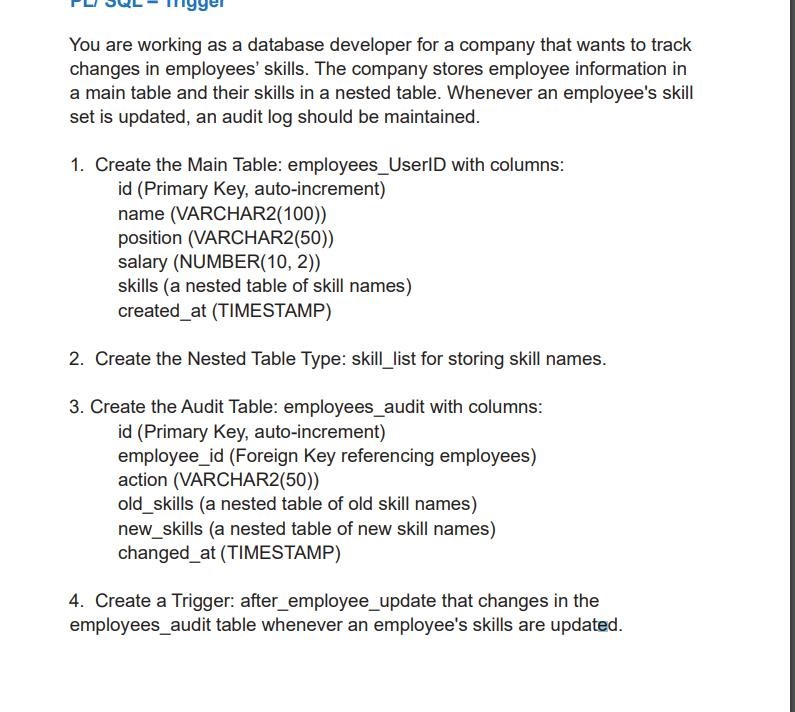 PL/ SQL – Trigger
You are working as a database developer for a company that wants to track
changes in employees’ skills. The company stores employee information in
a main table and their skills in a nested table. Whenever an employee's skill
set is updated, an audit log should be maintained.
1. Create the Main Table: employees_UserID with columns:
id (Primary Key, auto-increment)
name (VARCHAR2(100))
position (VARCHAR2(50))
salary (NUMBER(10, 2))
skills (a nested table of skill names)
created_at (TIMESTAMP)
2. Create the Nested Table Type: skill_list for storing skill names.
3. Create the Audit Table: employees_audit with columns:
id (Primary Key, auto-increment)
employee_id (Foreign Key referencing employees)
action (VARCHAR2(50))
old_skills (a nested table of old skill names)
new_skills (a nested table of new skill names)
changed_at (TIMESTAMP)
4. Create a Trigger: after_employee_update that changes in the
employees_audit table whenever an employee's skills are updated.